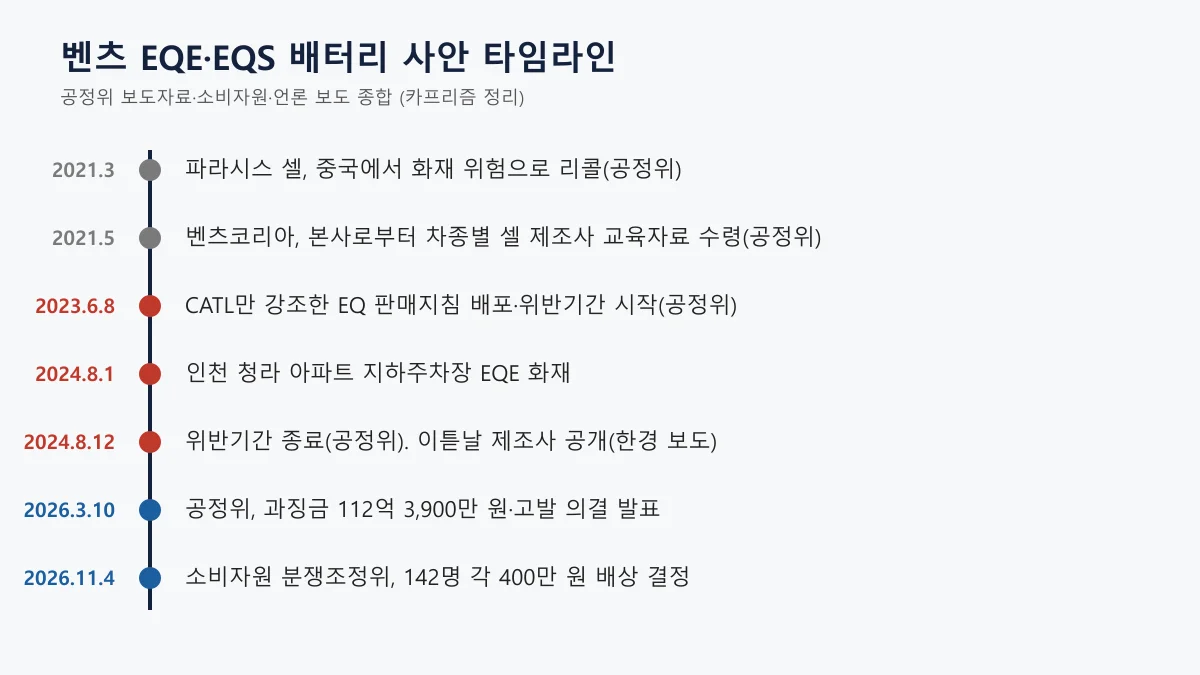 벤츠 EQE·EQS 배터리 사안 타임라인
공정위 보도자료·소비자원·언론 보도 종합 (카프리즘 정리)
2021.3 파라시스 셀, 중국에서 화재 위험으로 리콜(공정위)
2021.5 벤츠코리아, 본사로부터 차종별 셀 제조사 교육자료 수령(공정위)
2023.6.8 CATL만 강조한 EQ 판매지침 배포·위반기간 시작(공정위)
2024.8.1 인천 청라 아파트 지하주차장 EQE 화재
2024.8.12 위반기간 종료(공정위). 이튿날 제조사 공개(한경 보도)
2026.3.10 공정위, 과징금 112억 3,900만 원·고발 의결 발표
2026.11.4 소비자원 분쟁조정위, 142명 각 400만 원 배상 결정